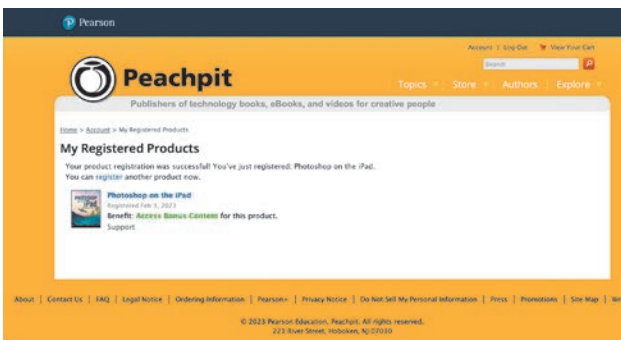 Pearson
Account | Log Out View Your Cart
Search
Peachpit
Topics Store Authors Explore
Publishers of technology books, eBooks, and videos for creative people
Home > Account > My Registered Products
My Registered Products
Your product registration was successful! You've just registered: Photoshop on the iPad.
You can register another product now.
Photoshop on the iPad
Registered Feb 5, 2023
Benefit: Access Bonus Content for this product.
Support
About | Contact Us | FAQ | Legal Notice | Ordering Information | Pearson+ | Privacy Notice | Do Not Sell My Personal Information | Press | Promotions | Site Map |
© 2023 Pearson Education, Peachpit. All rights reserved.
221 River Street, Hoboken, NJ 07030